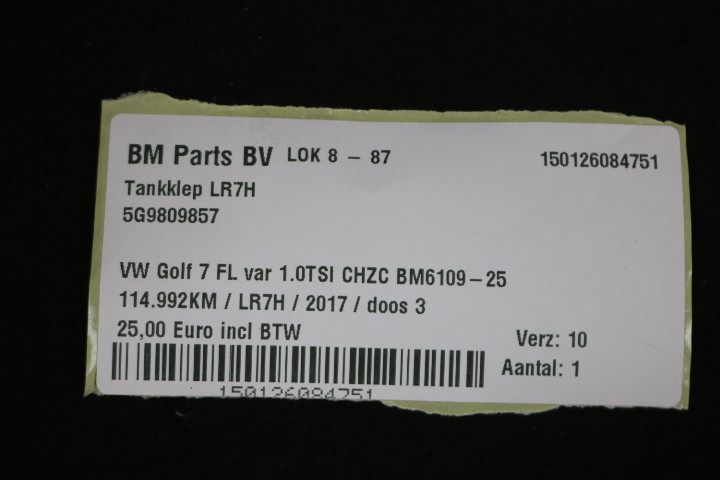 BM Parts BV LOK 8 - 87 150126084751
Tankklep LR7H
5G9809857
VW Golf 7 FL var 1.0TSI CHZC BM6109-25
114.992KM / LR7H / 2017 / doos 3
25,00 Euro incl BTW
Verz: 10
Aantal: 1
150126084751